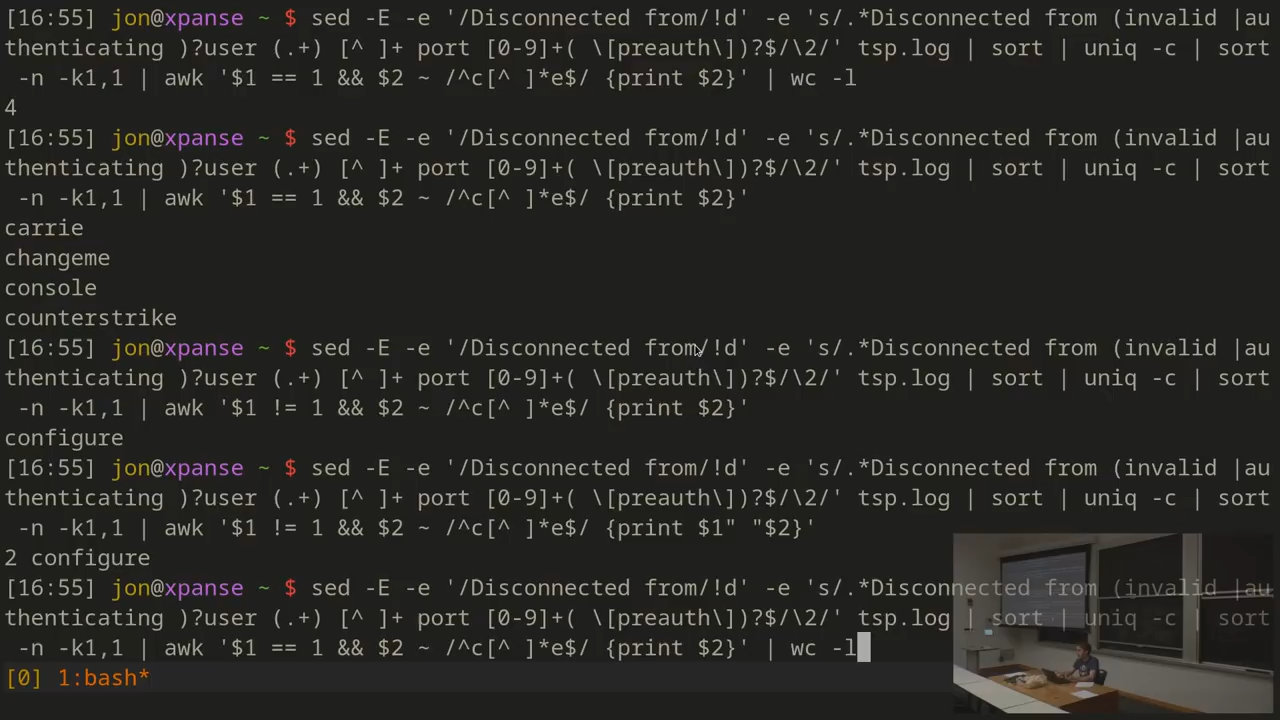 [16:55] jon@xpanse ~ $ sed -E -e '/Disconnected from/!d' -e 's/.*Disconnected from (invalid |au
thenticating )?user (.+) [^ ]+ port [0-9]+( \[preauth\])?$/\2/' tsp.log | sort | uniq -c | sort
 -n -k1,1 | awk '$1 == 1 && $2 ~ /^c[^ ]*e$/ {print $2}' | wc -l
4
[16:55] jon@xpanse ~ $ sed -E -e '/Disconnected from/!d' -e 's/.*Disconnected from (invalid |au
thenticating )?user (.+) [^ ]+ port [0-9]+( \[preauth\])?$/\2/' tsp.log | sort | uniq -c | sort
 -n -k1,1 | awk '$1 == 1 && $2 ~ /^c[^ ]*e$/ {print $2}'
carrie
changeme
console
counterstrike
[16:55] jon@xpanse ~ $ sed -E -e '/Disconnected from/!d' -e 's/.*Disconnected from (invalid |au
thenticating )?user (.+) [^ ]+ port [0-9]+( \[preauth\])?$/\2/' tsp.log | sort | uniq -c | sort
 -n -k1,1 | awk '$1 != 1 && $2 ~ /^c[^ ]*e$/ {print $2}'
configure
[16:55] jon@xpanse ~ $ sed -E -e '/Disconnected from/!d' -e 's/.*Disconnected from (invalid |au
thenticating )?user (.+) [^ ]+ port [0-9]+( \[preauth\])?$/\2/' tsp.log | sort | uniq -c | sort
 -n -k1,1 | awk '$1 != 1 && $2 ~ /^c[^ ]*e$/ {print $1" "$2}'
2 configure
[16:55] jon@xpanse ~ $ sed -E -e '/Disconnected from/!d' -e 's/.*Disconnected from (invalid |au
thenticating )?user (.+) [^ ]+ port [0-9]+( \[preauth\])?$/\2/' tsp.log | sort | uniq -c | sort
 -n -k1,1 | awk '$1 == 1 && $2 ~ /^c[^ ]*e$/ {print $2}' | wc -l
[0] 1:bash*